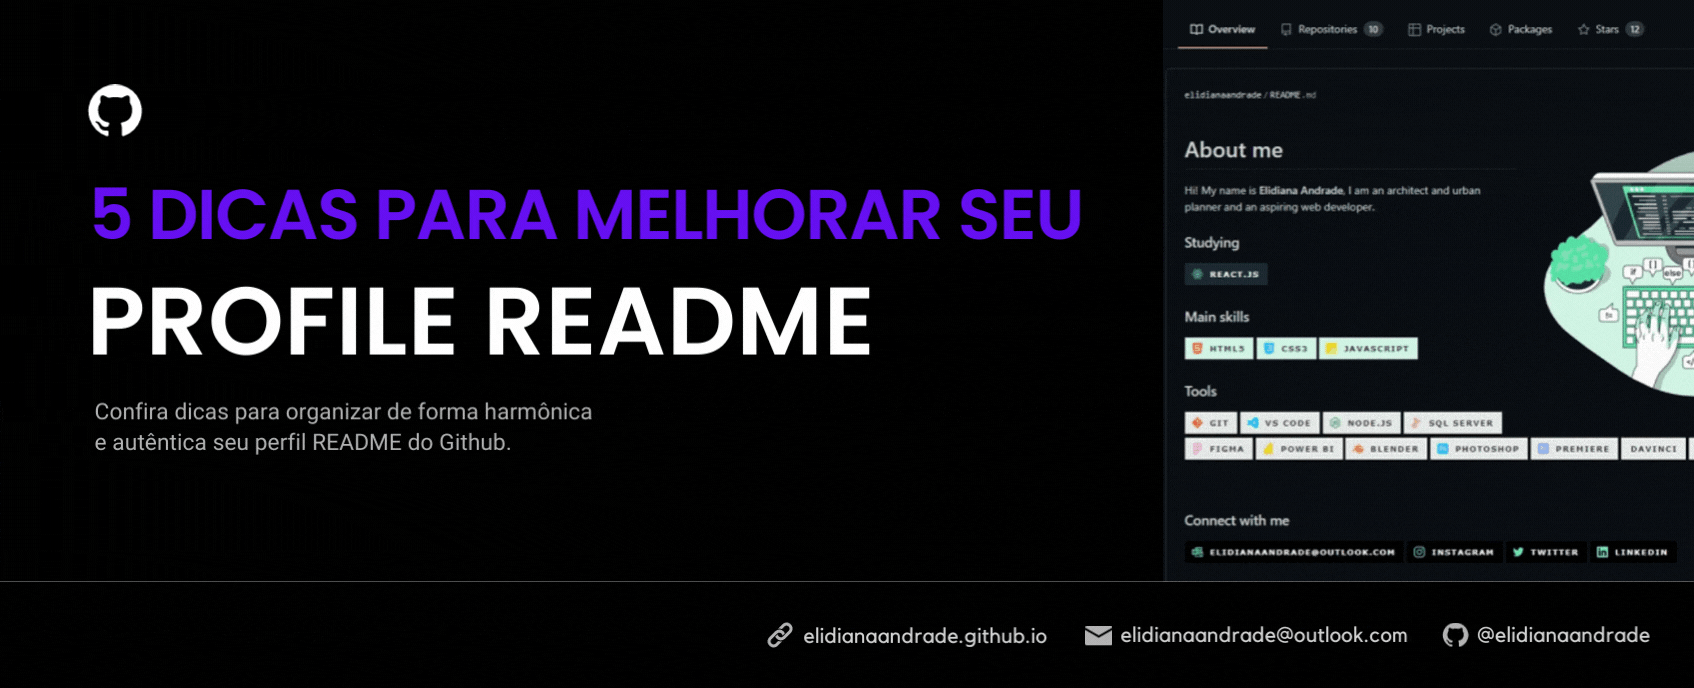 5 DICAS PARA MELHORAR SEU
PROFILE README
Confira dicas para organizar de forma harmônica
e autêntica seu perfil README do Github.
Overview Repositories 10 Projects Packages Stars 12
elidianaandrade / README.md
About me
Hi! My name is Elidiana Andrade, I am an architect and urban
planner and an aspiring web developer.
Studying
REACT.JS
Main skills
HTML5 CSS3 JAVASCRIPT
Tools
GIT VS CODE NODE.JS SQL SERVER
FIGMA POWER BI BLENDER PHOTOSHOP PREMIERE DAVINCI
if [] else
Connect with me
ELIDIANAANDRADE@OUTLOOK.COM INSTAGRAM TWITTER LINKEDIN
elidianaandrade.github.io elidianaandrade@outlook.com @elidianaandrade